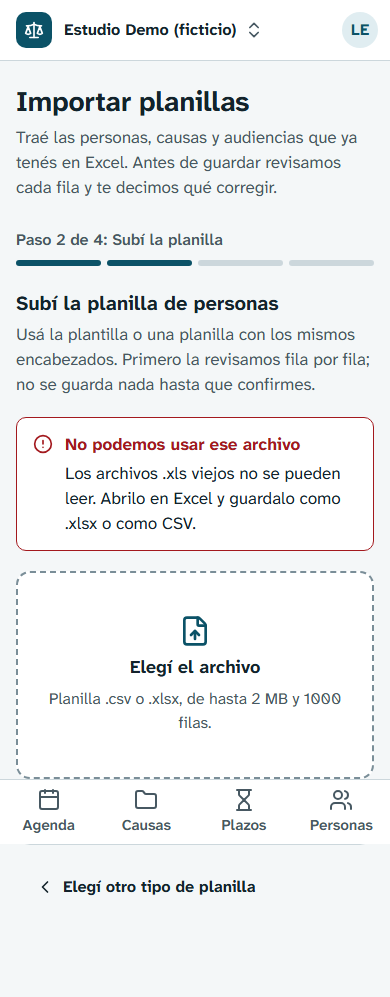 Estudio Demo (ficticio)
LE
Importar planillas
Traé las personas, causas y audiencias que ya
tenés en Excel. Antes de guardar revisamos
cada fila y te decimos qué corregir.
Paso 2 de 4: Subí la planilla
Subí la planilla de personas
Usá la plantilla o una planilla con los mismos
encabezados. Primero la revisamos fila por fila;
no se guarda nada hasta que confirmes.
No podemos usar ese archivo
Los archivos .xls viejos no se pueden
leer. Abrilo en Excel y guardalo como
.xlsx o como CSV.
Elegí el archivo
Planilla .csv o .xlsx, de hasta 2 MB y 1000
filas.
Agenda
Causas
Plazos
Personas
Elegí otro tipo de planilla